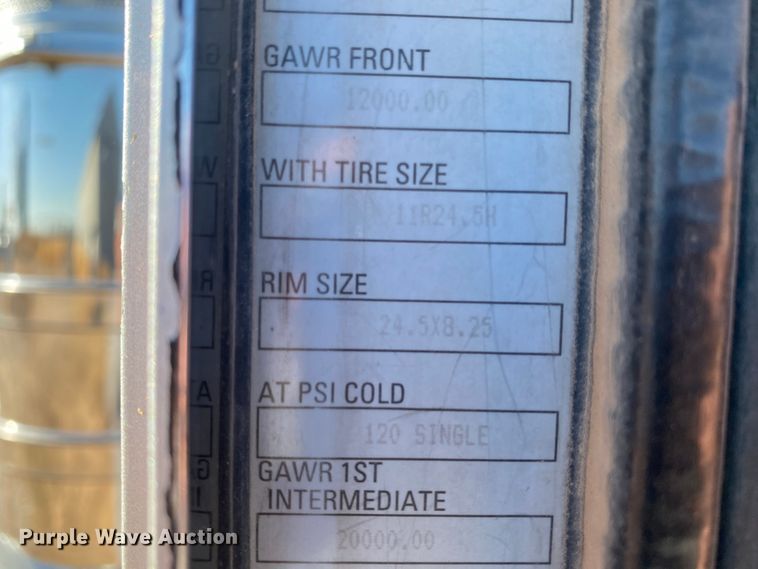 GAWR FRONT
12000.00
WITH TIRE SIZE
11R24.5H
RIM SIZE
24.5X8.25
AT PSI COLD
120 SINGLE
GAWR 1ST
INTERMEDIATE
20000.00
Purple Wave Auction